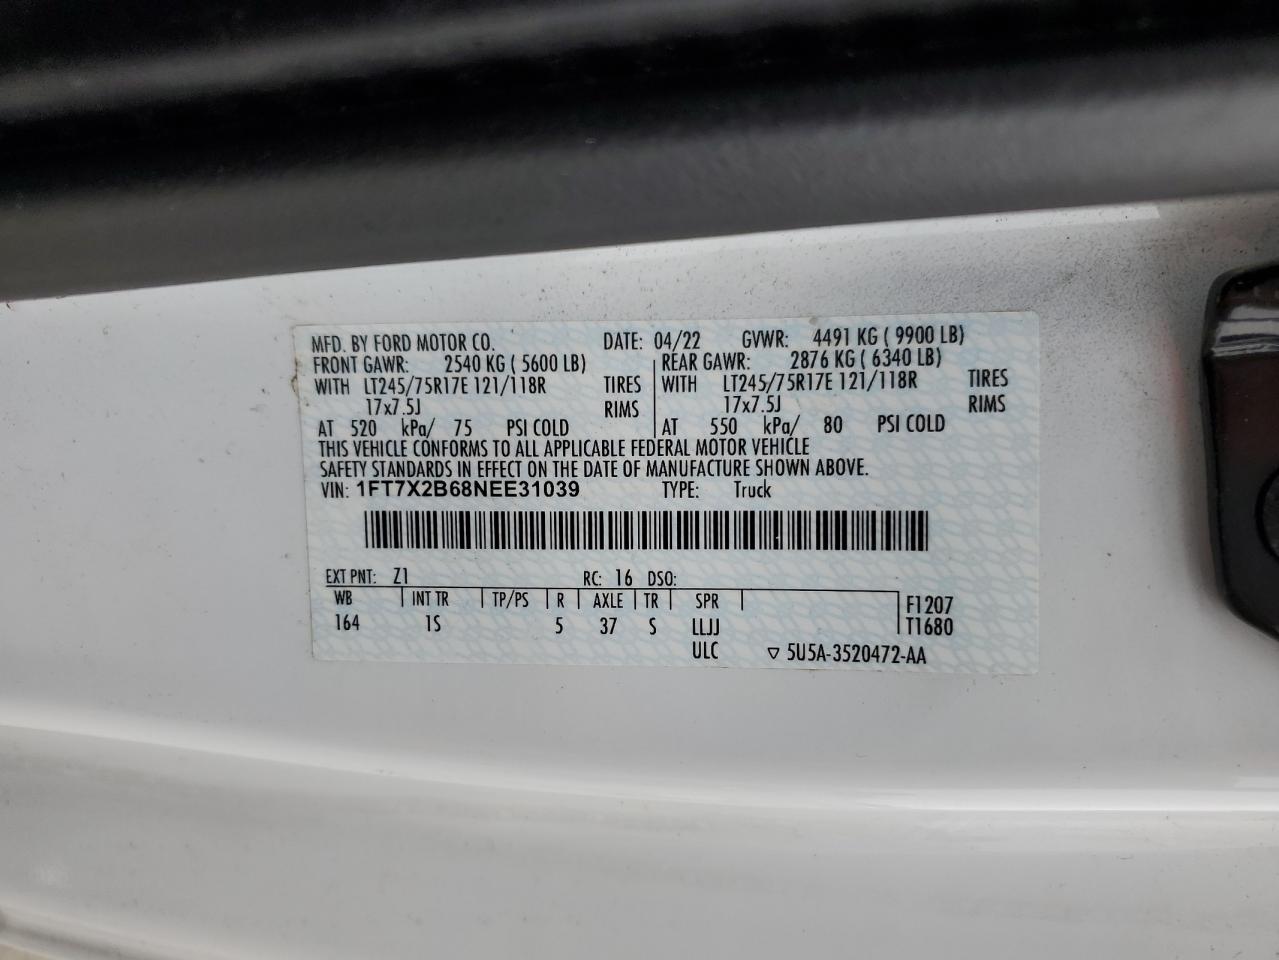 MFD. BY FORD MOTOR CO. DATE: 04/22 GVWR: 4491 KG ( 9900 LB)
FRONT GAWR: 2540 KG ( 5600 LB) REAR GAWR: 2876 KG ( 6340 LB)
WITH LT245/75R17E 121/118R TIRES WITH LT245/75R17E 121/118R TIRES
17x7.5J RIMS 17x7.5J RIMS
AT 520 kPa/ 75 PSI COLD AT 550 kPa/ 80 PSI COLD
THIS VEHICLE CONFORMS TO ALL APPLICABLE FEDERAL MOTOR VEHICLE
SAFETY STANDARDS IN EFFECT ON THE DATE OF MANUFACTURE SHOWN ABOVE.
VIN: 1FT7X2B68NEE31039 TYPE: Truck
EXT PNT: Z1 RC: 16 DSO:
WB INT TR TP/PS R AXLE TR SPR F1207
164 1S 5 37 S LLJJ T1680
ULC ▽ 5U5A-3520472-AA